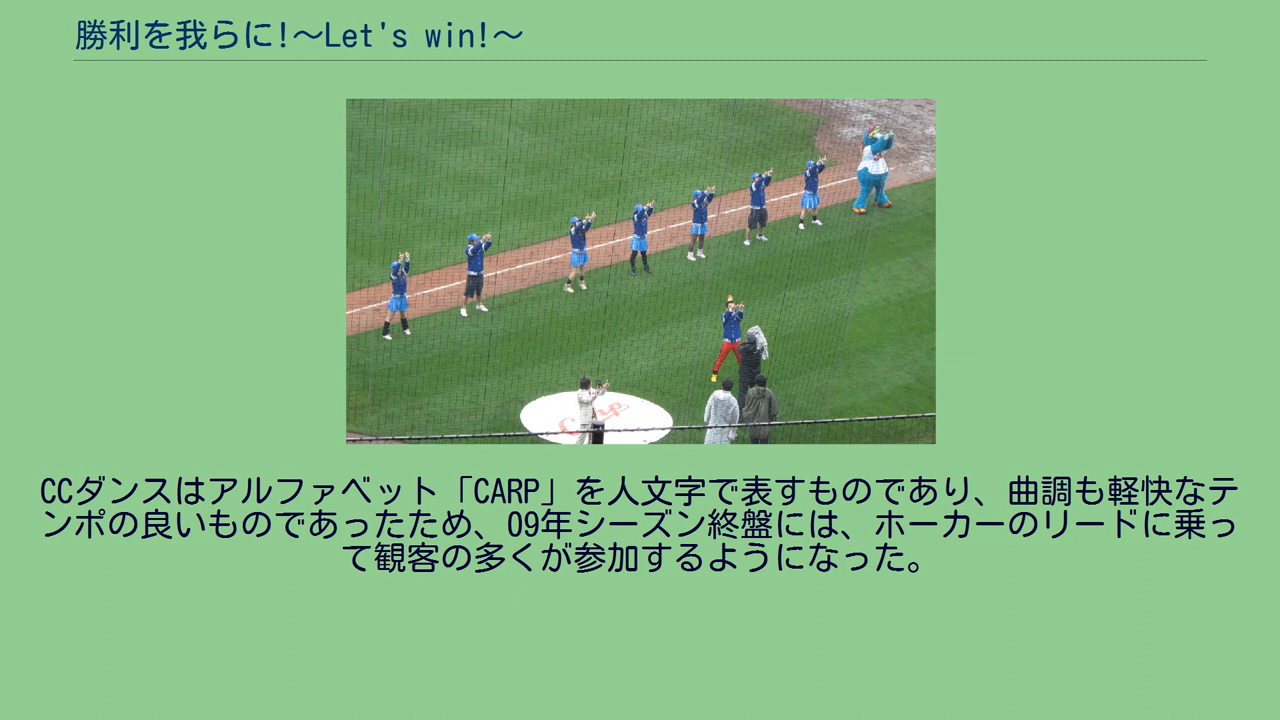 勝利を我らに!～Let's win!～
Carp
CCダンスはアルファベット「CARP」を人文字で表すものであり、曲調も軽快なテ
ンポの良いものであったため、09年シーズン終盤には、ホーカーのリードに乗っ
て観客の多くが参加するようになった。